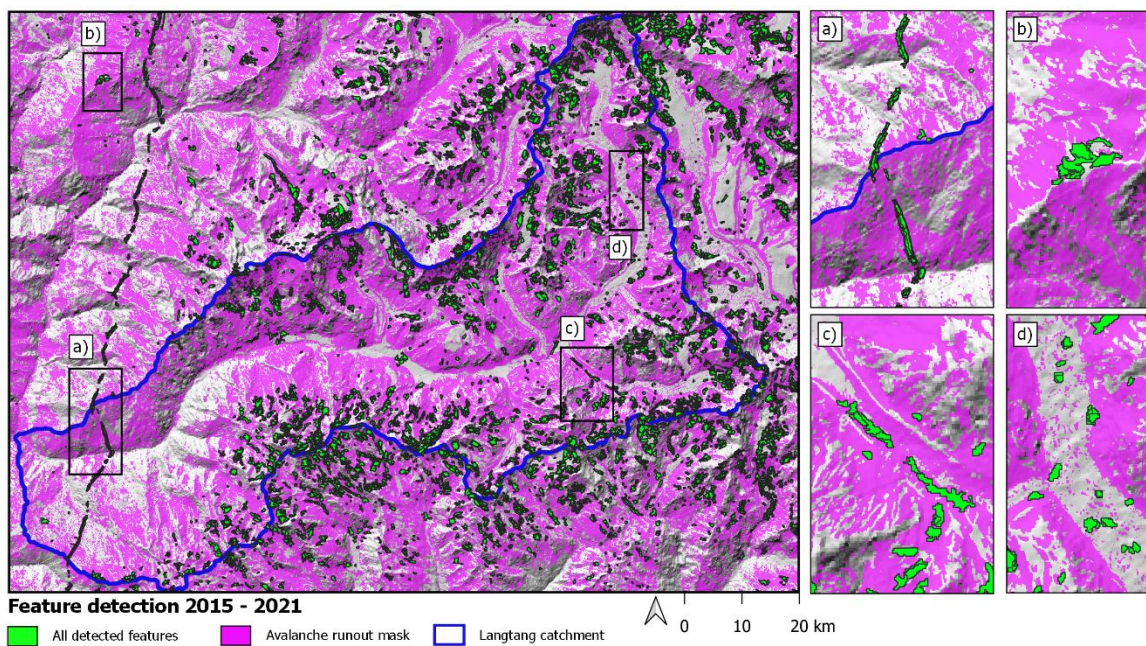 b)
d)
c)
a)
a)
b)
c)
d)
Feature detection 2015 - 2021
All detected features
Avalanche runout mask
Langtang catchment
0 10 20 km